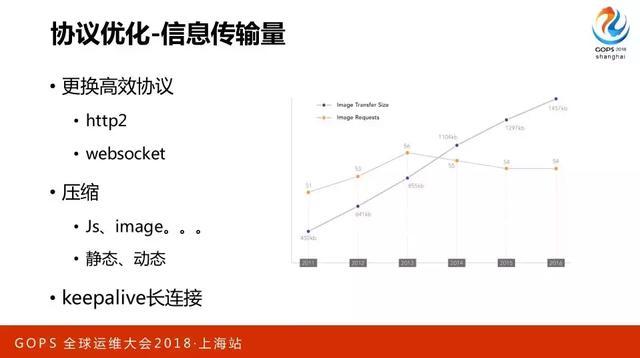 协议优化-信息传输量
GOPS 2018
shanghai
• 更换高效协议
• http2
• websocket
• 压缩
• Js、image。。。
• 静态、动态
• keepalive长连接
Image Transfer Size
Image Requests
1457kb
1297kb
1104kb
855kb
641kb
450kb
51
53
56
55
54
54
2011 2012 2013 2014 2015 2016
GOPS 全球运维大会2018·上海站